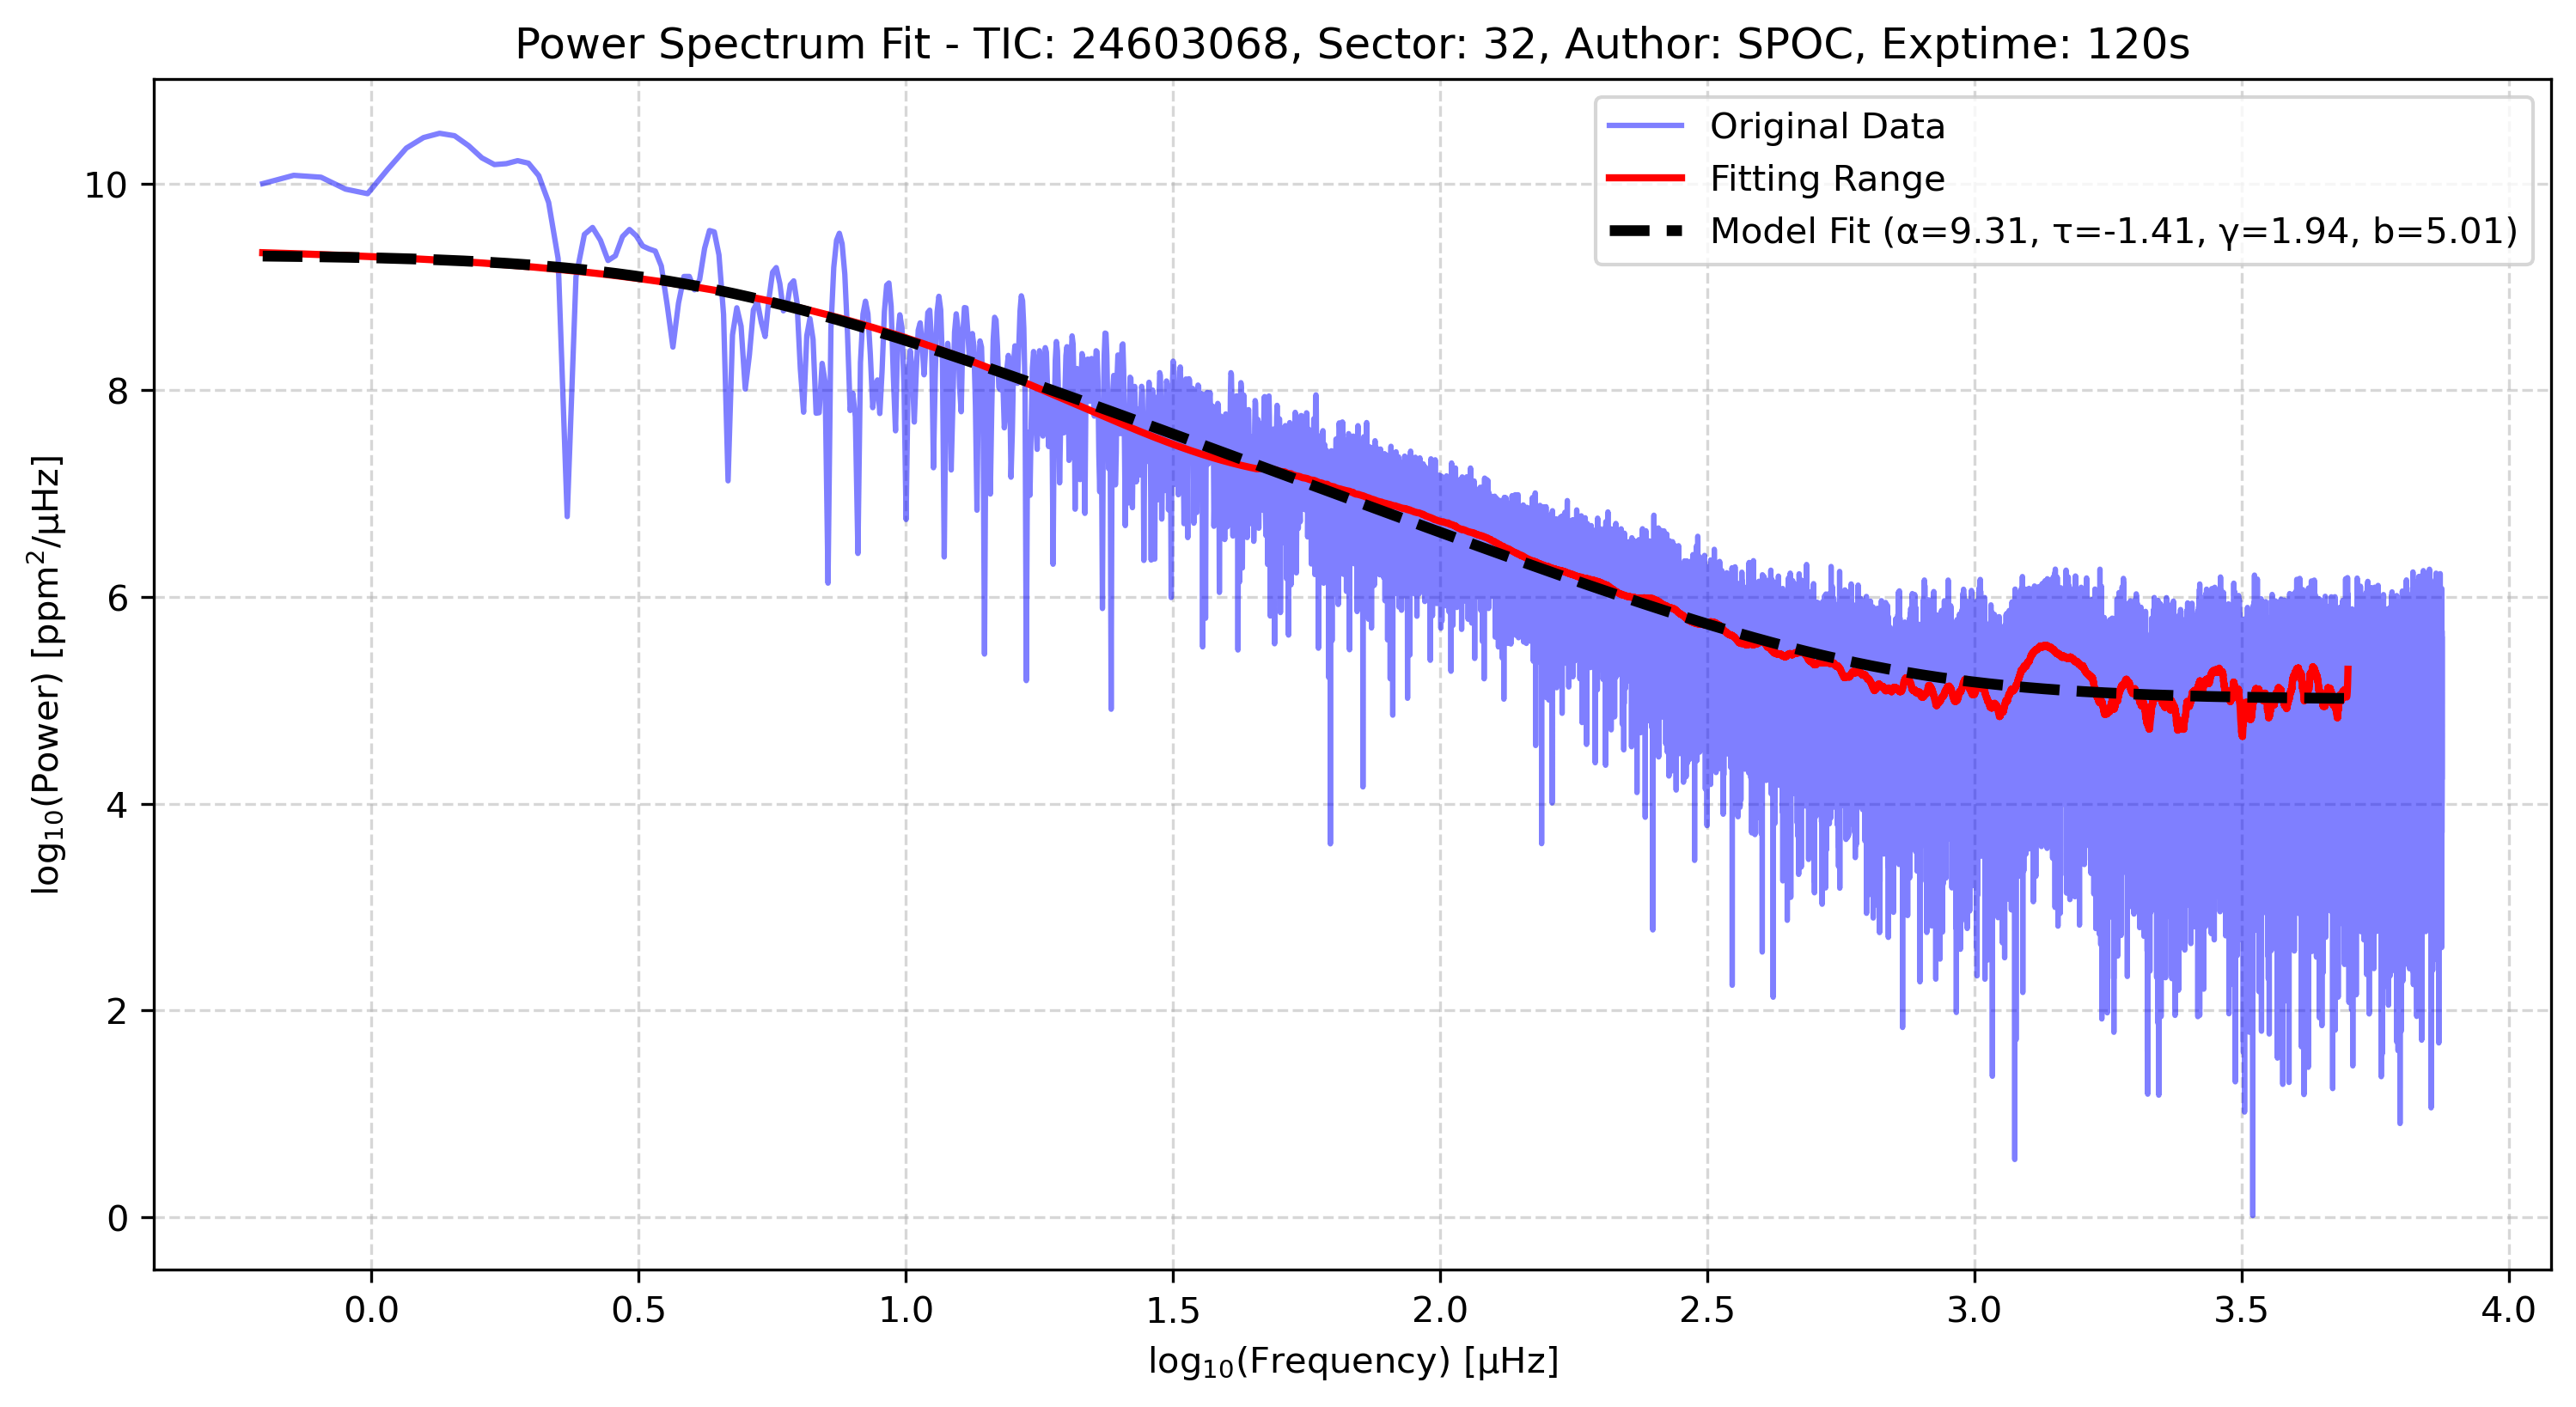 Power Spectrum Fit - TIC: 24603068, Sector: 32, Author: SPOC, Exptime: 120s
Original Data
Fitting Range
Model Fit (α=9.31, τ=-1.41, γ=1.94, b=5.01)
log₁₀(Power) [ppm²/μHz]
10
8
6
4
2
0
0.0 0.5 1.0 1.5 2.0 2.5 3.0 3.5 4.0
log₁₀(Frequency) [μHz]